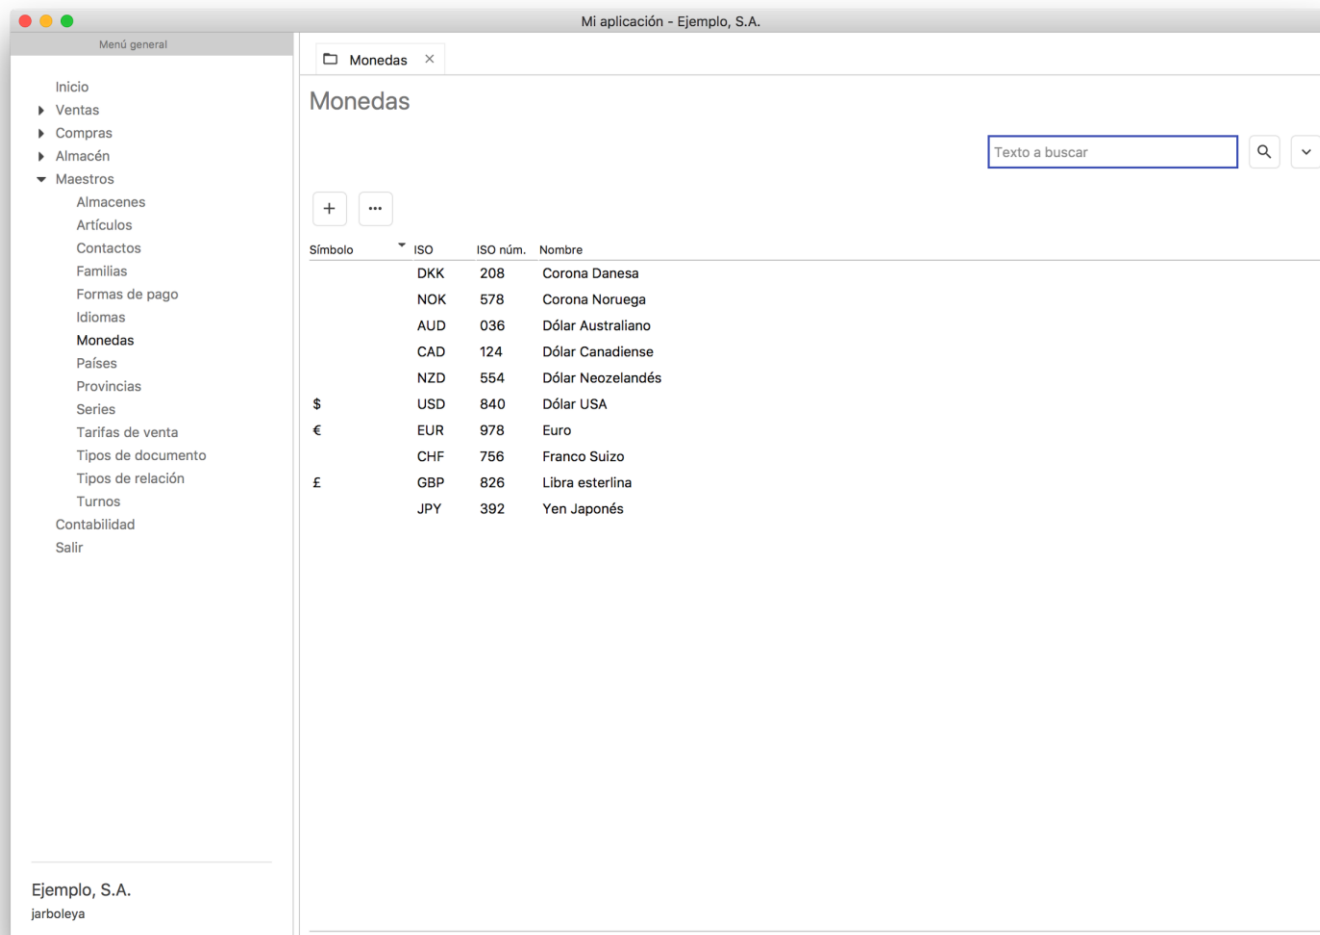 Mi aplicación - Ejemplo, S.A.
Menú general
Inicio
Ventas
Compras
Almacén
Maestros
Almacenes
Artículos
Contactos
Familias
Formas de pago
Idiomas
Monedas
Países
Provincias
Series
Tarifas de venta
Tipos de documento
Tipos de relación
Turnos
Contabilidad
Salir
Ejemplo, S.A.
jarboleya
Monedas
Monedas
Texto a buscar
Símbolo ISO ISO núm. Nombre
DKK 208 Corona Danesa
NOK 578 Corona Noruega
AUD 036 Dólar Australiano
CAD 124 Dólar Canadiense
NZD 554 Dólar Neozelandés
$ USD 840 Dólar USA
€ EUR 978 Euro
CHF 756 Franco Suizo
£ GBP 826 Libra esterlina
JPY 392 Yen Japonés